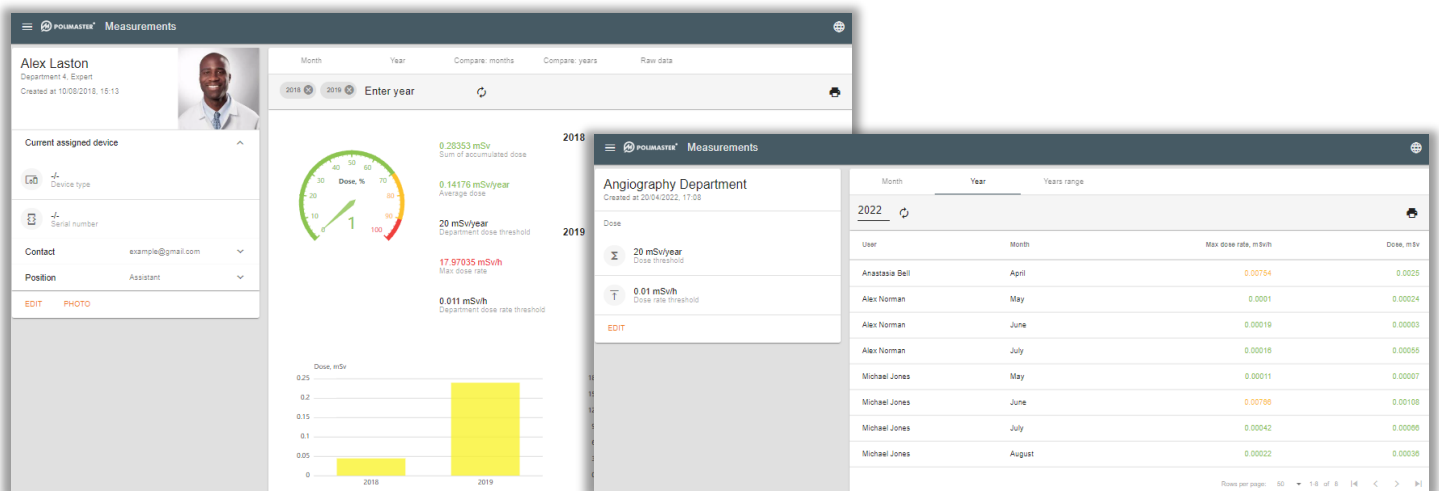 POLIMASTER® Measurements
Alex Laston
Department 4, Expert
Created at 10/08/2018, 15:13
Current assigned device
-/-
Device type
-/-
Serial number
Contact example@gmail.com
Position Assistant
EDIT PHOTO
Month Year Compare: months Compare: years Raw data
2018 2019 Enter year
0 10 20 30 40 50 60 70 80 90 100
Dose, %
1
0.28353 mSv
Sum of accumulated dose
0.14176 mSv/year
Average dose
20 mSv/year
Department dose threshold
17.97035 mSv/h
Max dose rate
0.011 mSv/h
Department dose rate threshold
2018
2019
Dose, mSv
0.25
0.2
0.15
0.1
0.05
0
2018 2019
POLIMASTER® Measurements
Angiography Department
Created at 20/04/2022, 17:08
Dose
Σ 20 mSv/year
Dose threshold
0.01 mSv/h
Dose rate threshold
EDIT
Month Year Years range
2022
User Month Max dose rate, mSv/h Dose, mSv
Anastasia Bell April 0.00764 0.0025
Alex Norman May 0.0001 0.00024
Alex Norman June 0.00019 0.00003
Alex Norman July 0.00016 0.00055
Michael Jones May 0.00011 0.00007
Michael Jones June 0.00786 0.00108
Michael Jones July 0.00042 0.00066
Michael Jones August 0.00022 0.00036
Rows per page: 50 1-8 of 8